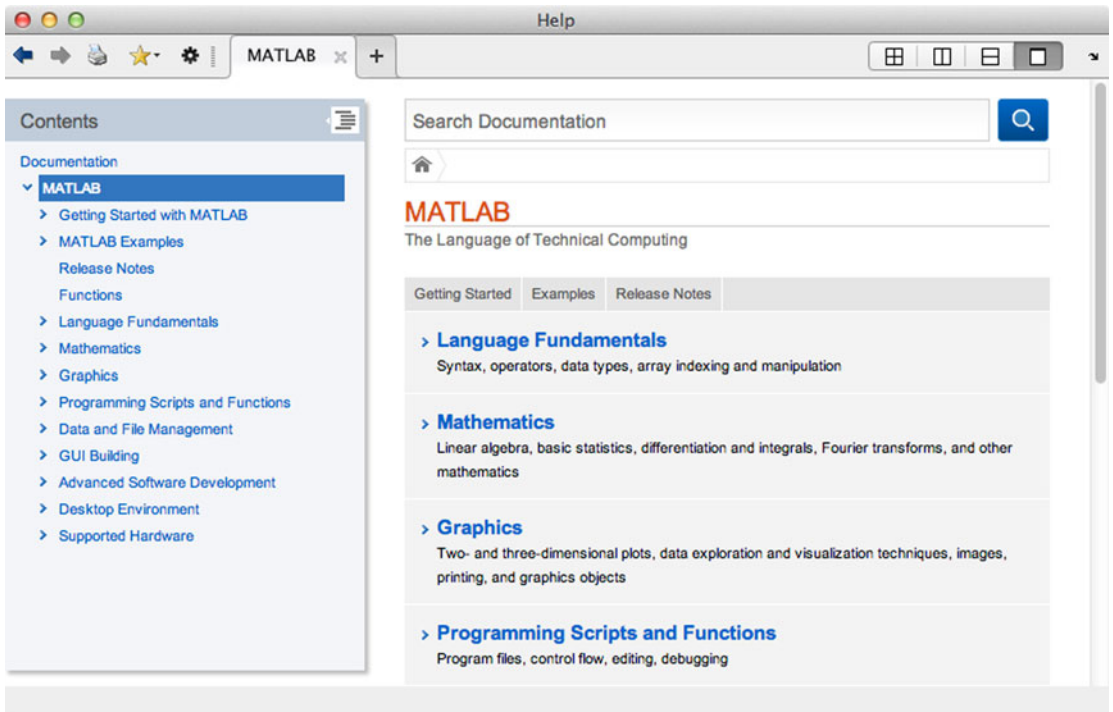 Help
MATLAB
Contents
Documentation
MATLAB
Getting Started with MATLAB
MATLAB Examples
Release Notes
Functions
Language Fundamentals
Mathematics
Graphics
Programming Scripts and Functions
Data and File Management
GUI Building
Advanced Software Development
Desktop Environment
Supported Hardware
Search Documentation
MATLAB
The Language of Technical Computing
Getting Started Examples Release Notes
Language Fundamentals
Syntax, operators, data types, array indexing and manipulation
Mathematics
Linear algebra, basic statistics, differentiation and integrals, Fourier transforms, and other
mathematics
Graphics
Two- and three-dimensional plots, data exploration and visualization techniques, images,
printing, and graphics objects
Programming Scripts and Functions
Program files, control flow, editing, debugging